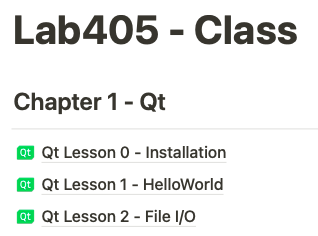 Lab405 - Class
Chapter 1 - Qt
Qt Qt Lesson 0 - Installation
Qt Qt Lesson 1 - HelloWorld
Qt Qt Lesson 2 - File I/O